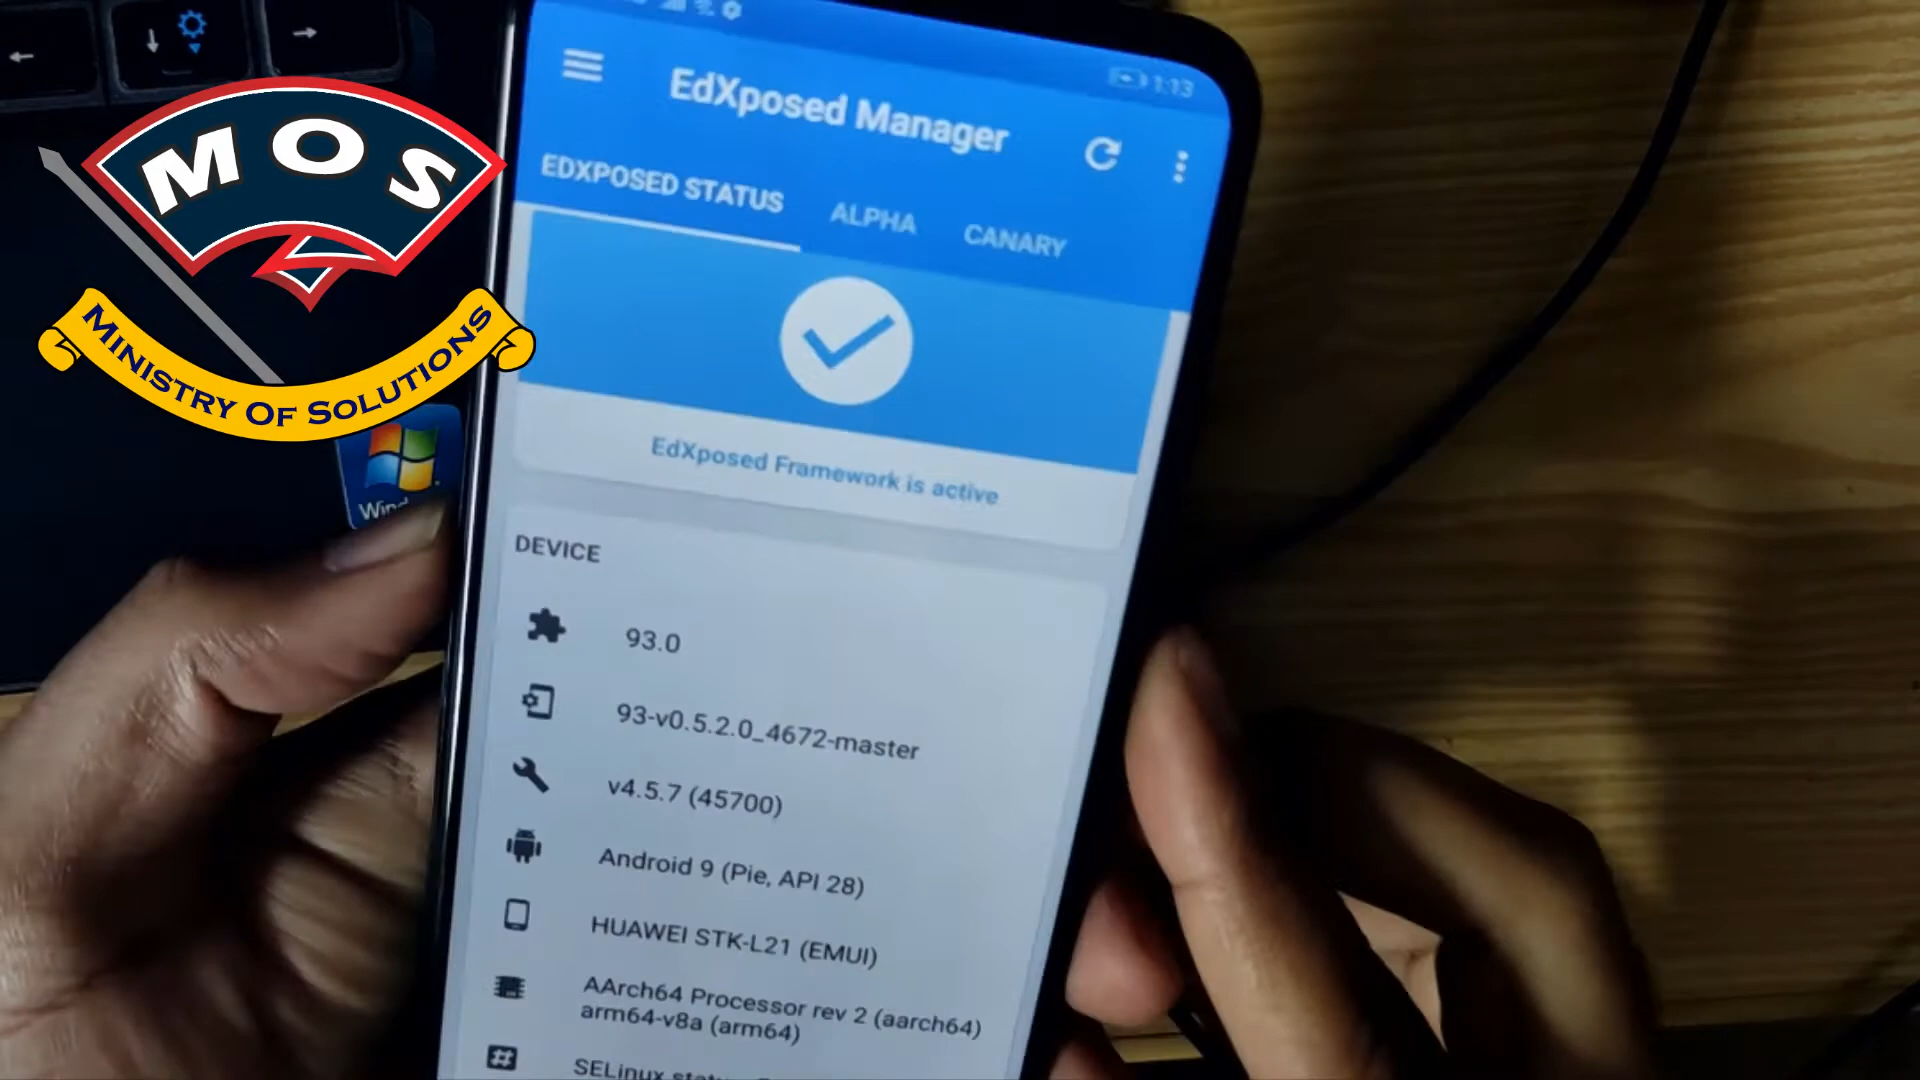 MOS
MINISTRY OF SOLUTIONS
1:13
EdXposed Manager
EDXPOSED STATUS
ALPHA
CANARY
EdXposed Framework is active
DEVICE
93.0
93-v0.5.2.0_4672-master
v4.5.7 (45700)
Android 9 (Pie, API 28)
HUAWEI STK-L21 (EMUI)
AArch64 Processor rev 2 (aarch64)
arm64-v8a (arm64)
SELinux